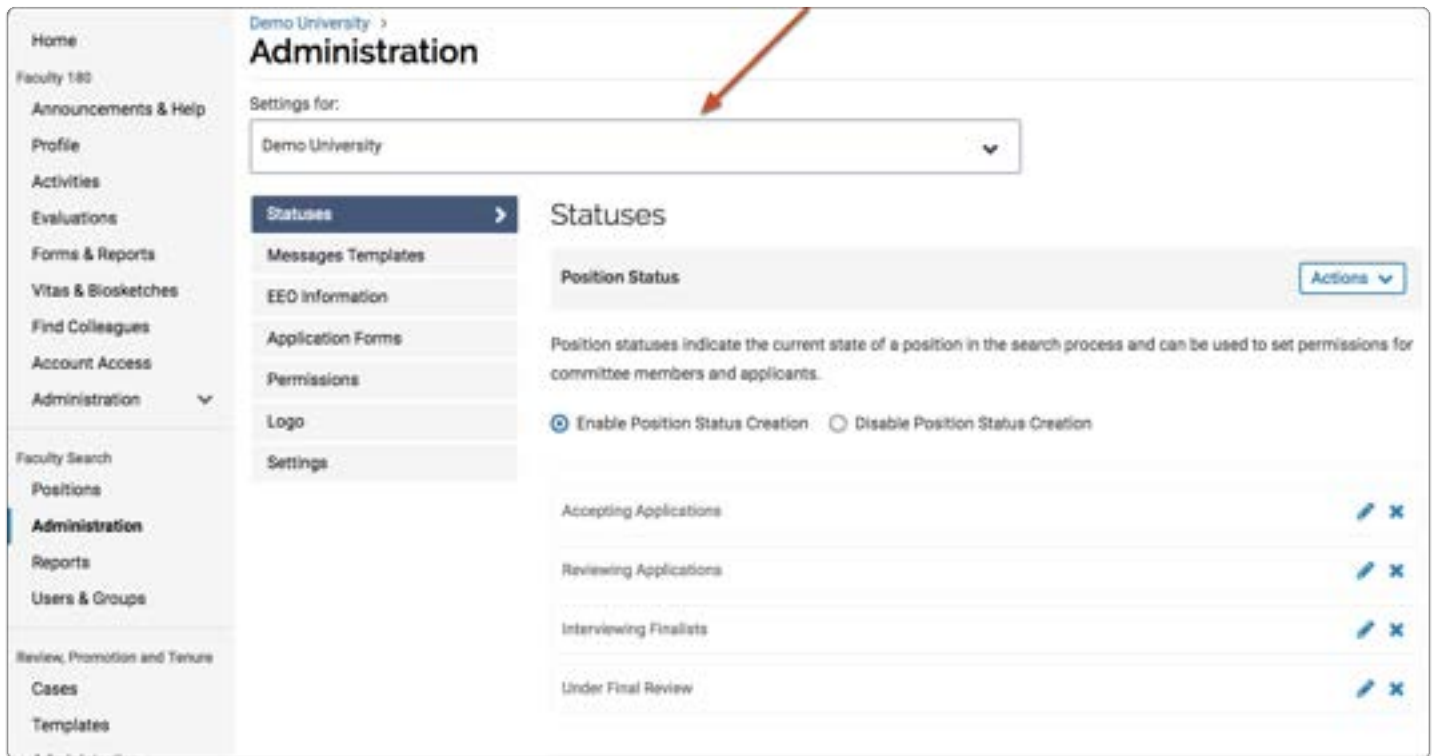 Home
Faculty 180
Announcements & Help
Profile
Activities
Evaluations
Forms & Reports
Vitas & Biosketches
Find Colleagues
Account Access
Administration
Faculty Search
Positions
Administration
Reports
Users & Groups
Review, Promotion and Tenure
Cases
Templates
Demo University >
Administration
Settings for:
Demo University
Statuses
Messages Templates
EEO Information
Application Forms
Permissions
Logo
Settings
Statuses
Position Status
Actions
Position statuses indicate the current state of a position in the search process and can be used to set permissions for
committee members and applicants.
Enable Position Status Creation Disable Position Status Creation
Accepting Applications
Reviewing Applications
Interviewing Finalists
Under Final Review